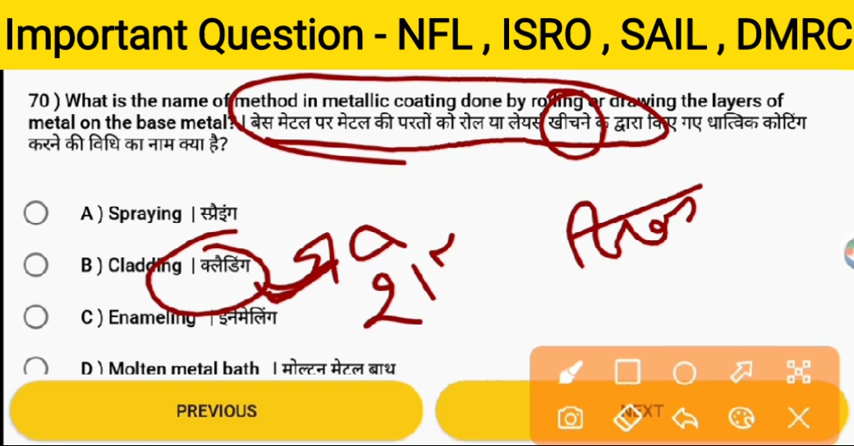 Important Question - NFL , ISRO , SAIL , DMRC
70 ) What is the name of method in metallic coating done by rolling or drawing the layers of
metal on the base metal? | बेस मेटल पर मेटल की परतों को रोल या लेयर खीचने के द्वारा किए गए धात्विक कोटिंग
करने की विधि का नाम क्या है?
A ) Spraying | स्प्रैइंग
B ) Cladding | क्लैडिंग
C ) Enameling | इनेमेलिंग
D ) Molten metal bath | मोल्टन मेटल बाथ
PREVIOUS
NEXT